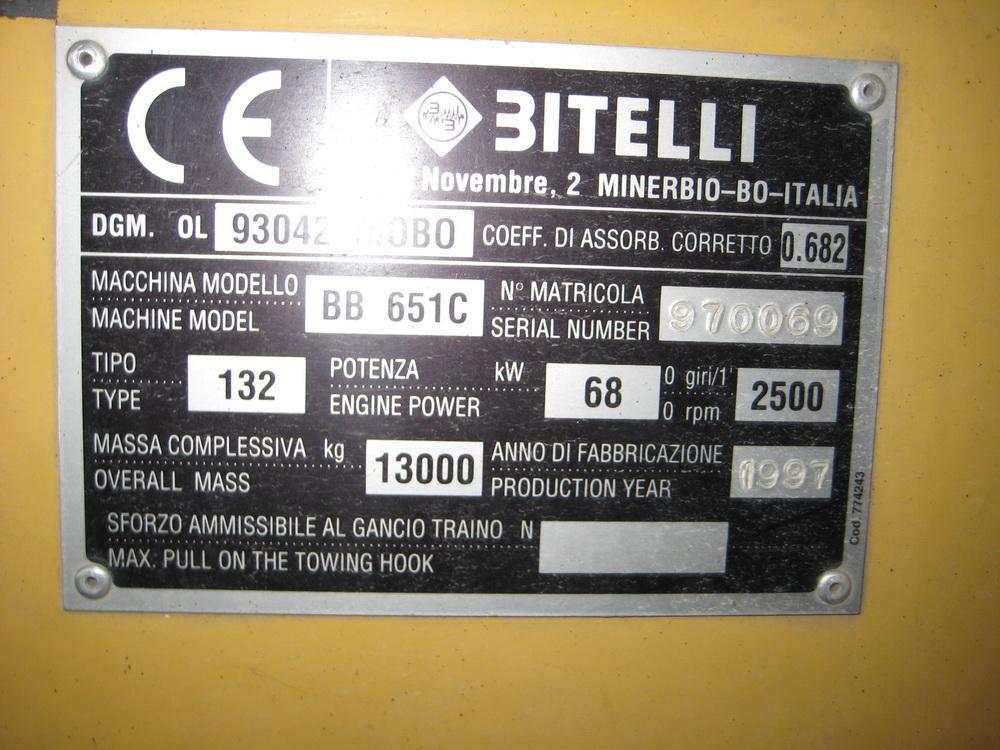 CE
BITELLI
Novembre, 2 MINERBIO-BO-ITALIA
DGM. OL 93042 COEFF. DI ASSORB. CORRETTO 0.682
MACCHINA MODELLO
MACHINE MODEL
BB 651C
N° MATRICOLA
SERIAL NUMBER
970069
TIPO
TYPE
132
POTENZA
ENGINE POWER
kW
68
0 giri/1'
0 rpm
2500
MASSA COMPLESSIVA kg
OVERALL MASS
13000
ANNO DI FABBRICAZIONE
PRODUCTION YEAR
1997
SFORZO AMMISSIBILE AL GANCIO TRAINO N
MAX. PULL ON THE TOWING HOOK
Cod. 774243